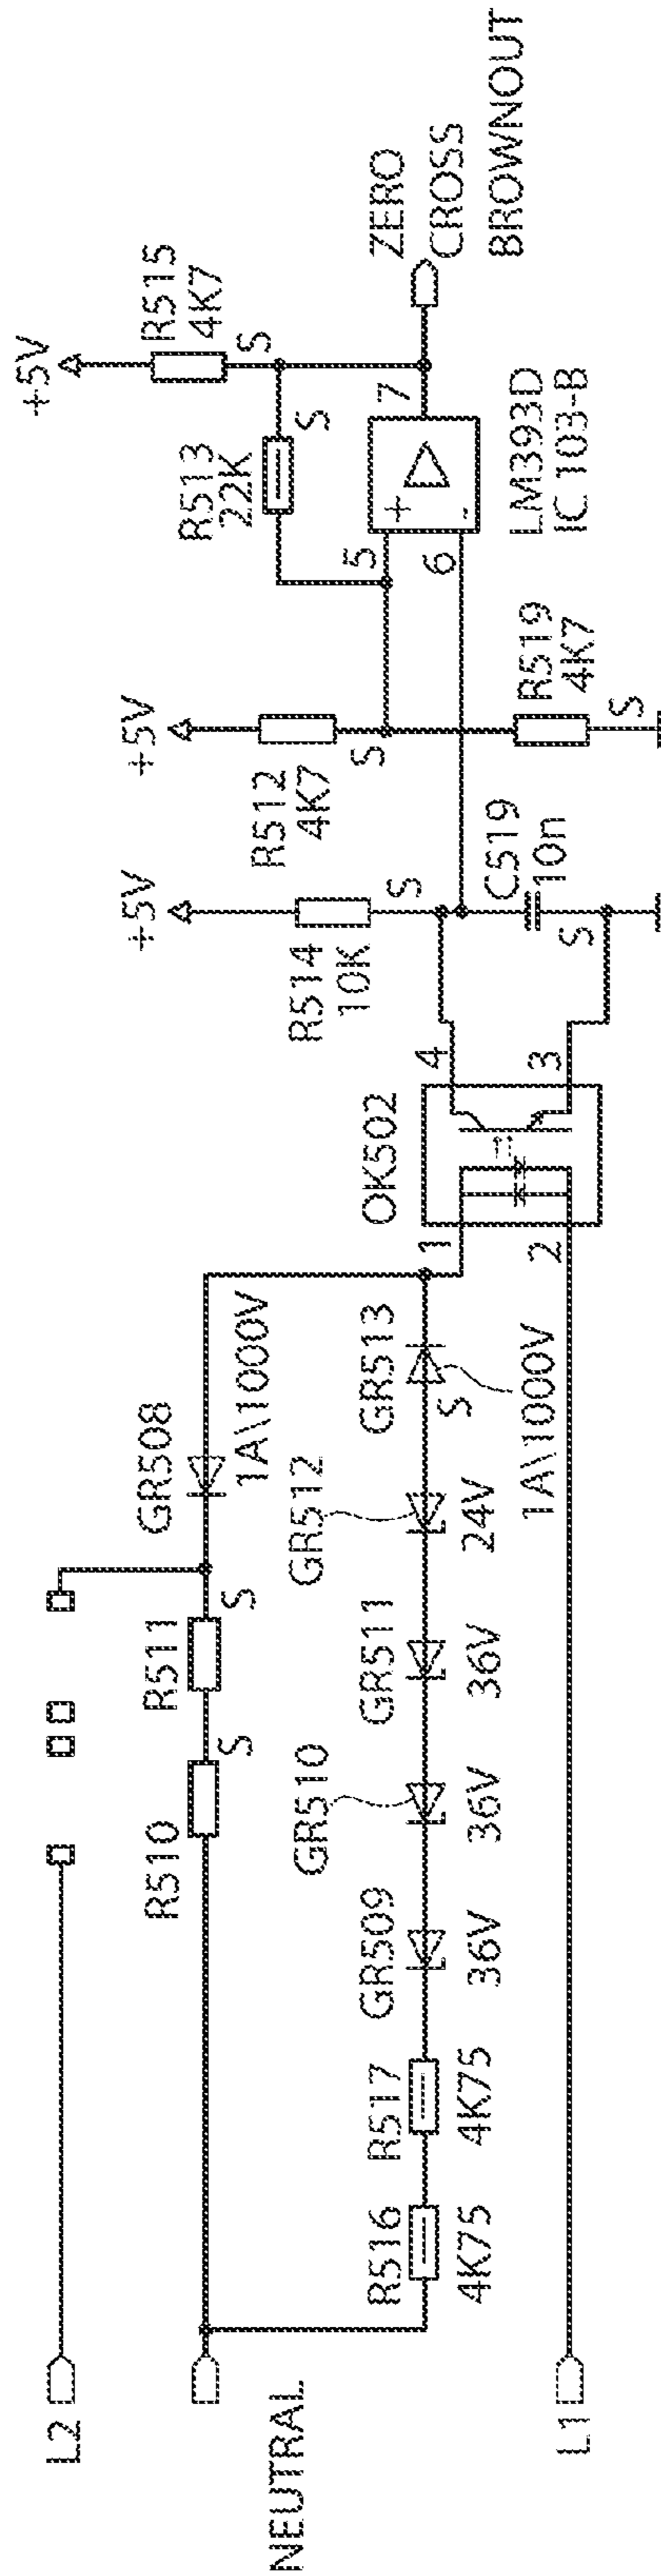 L2
NEUTRAL
L1
R510
S
R511
S
GR508
1A\1000V
R516
4K75
R517
4K75
GR509
36V
GR510
36V
GR511
36V
GR512
24V
GR513
S
1A\1000V
OK502
1
2
4
3
+5V
R514
10K
S
C519
10n
S
+5V
R512
4K7
S
R519
4K7
S
+5V
R515
4K7
S
R513
22K
S
5
6
7
+
-
LM393D
IC 103-B
ZERO
CROSS
BROWNOUT